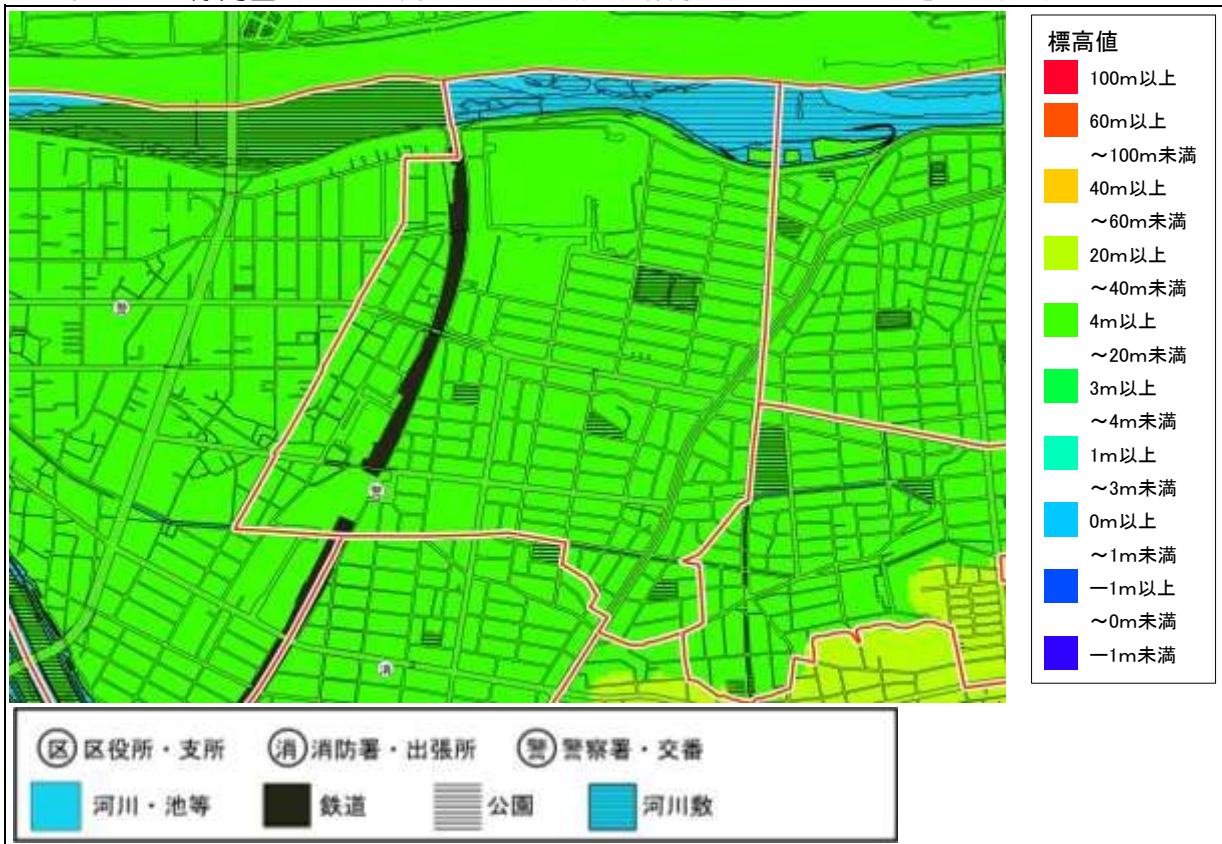 標高値
100m以上
60m以上
～100m未満
40m以上
～60m未満
20m以上
～40m未満
4m以上
～20m未満
3m以上
～4m未満
1m以上
～3m未満
0m以上
～1m未満
－1m以上
～0m未満
－1m未満
警
警
消
区 区役所・支所 消 消防署・出張所 警 警察署・交番
河川・池等 鉄道 公園 河川敷